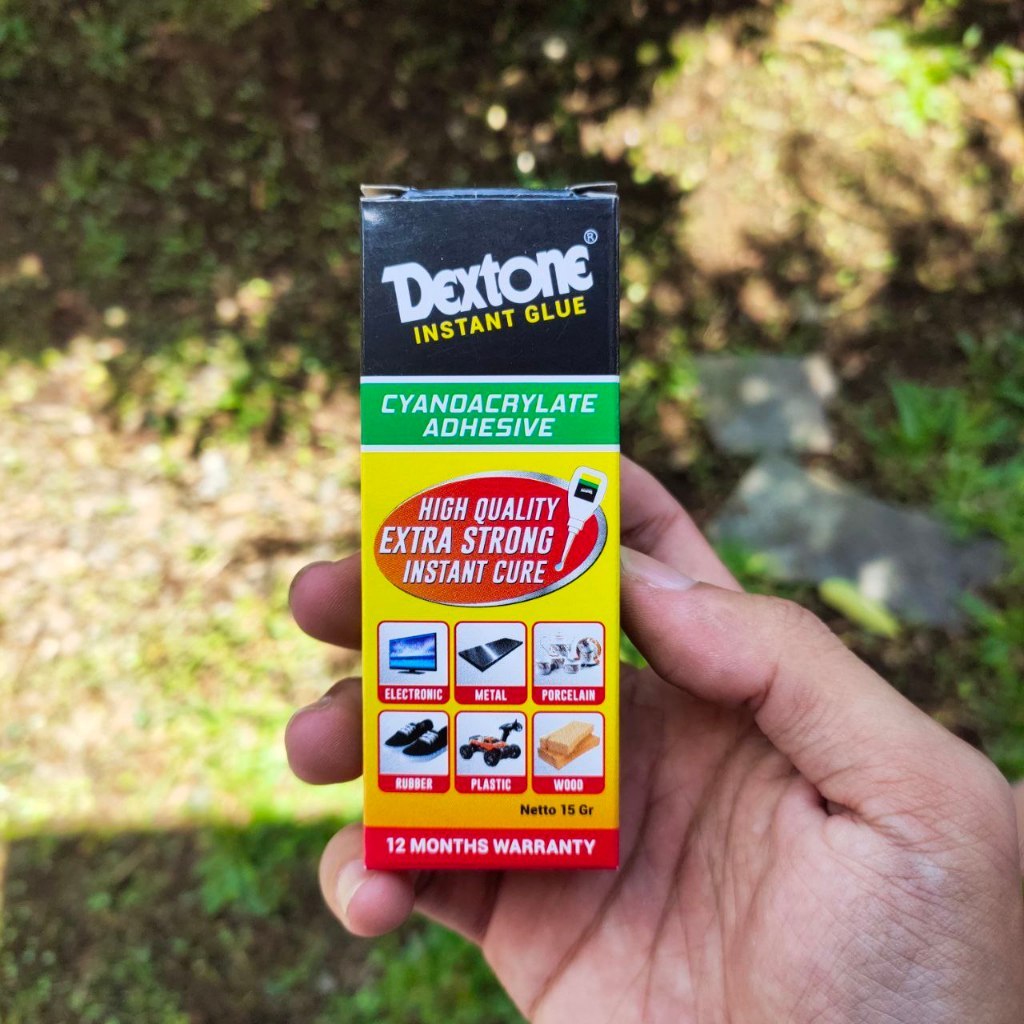 Dextone®
INSTANT GLUE
CYANOACRYLATE
ADHESIVE
HIGH QUALITY
EXTRA STRONG
INSTANT CURE
ELECTRONIC METAL PORCELAIN
RUBBER PLASTIC WOOD
Netto 15 Gr
12 MONTHS WARRANTY